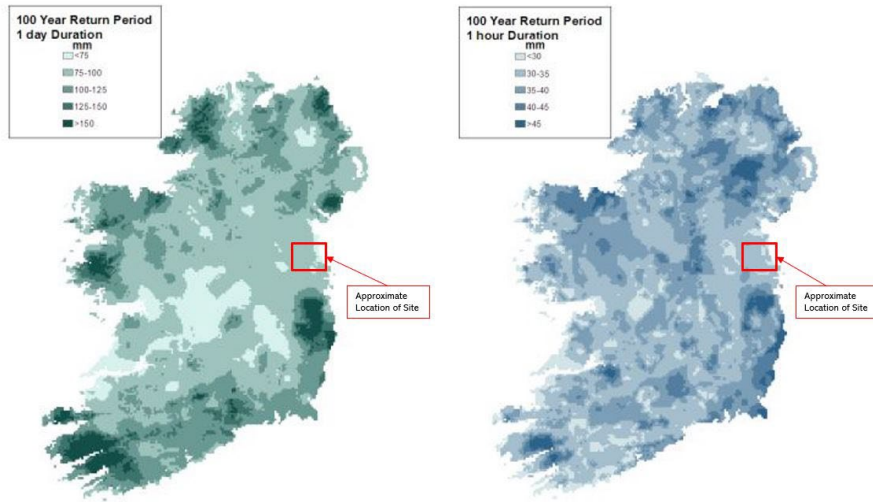 100 Year Return Period
1 day Duration
mm
<75
75-100
100-125
125-150
>150
Approximate
Location of Site
100 Year Return Period
1 hour Duration
mm
<30
30-35
35-40
40-45
>45
Approximate
Location of Site